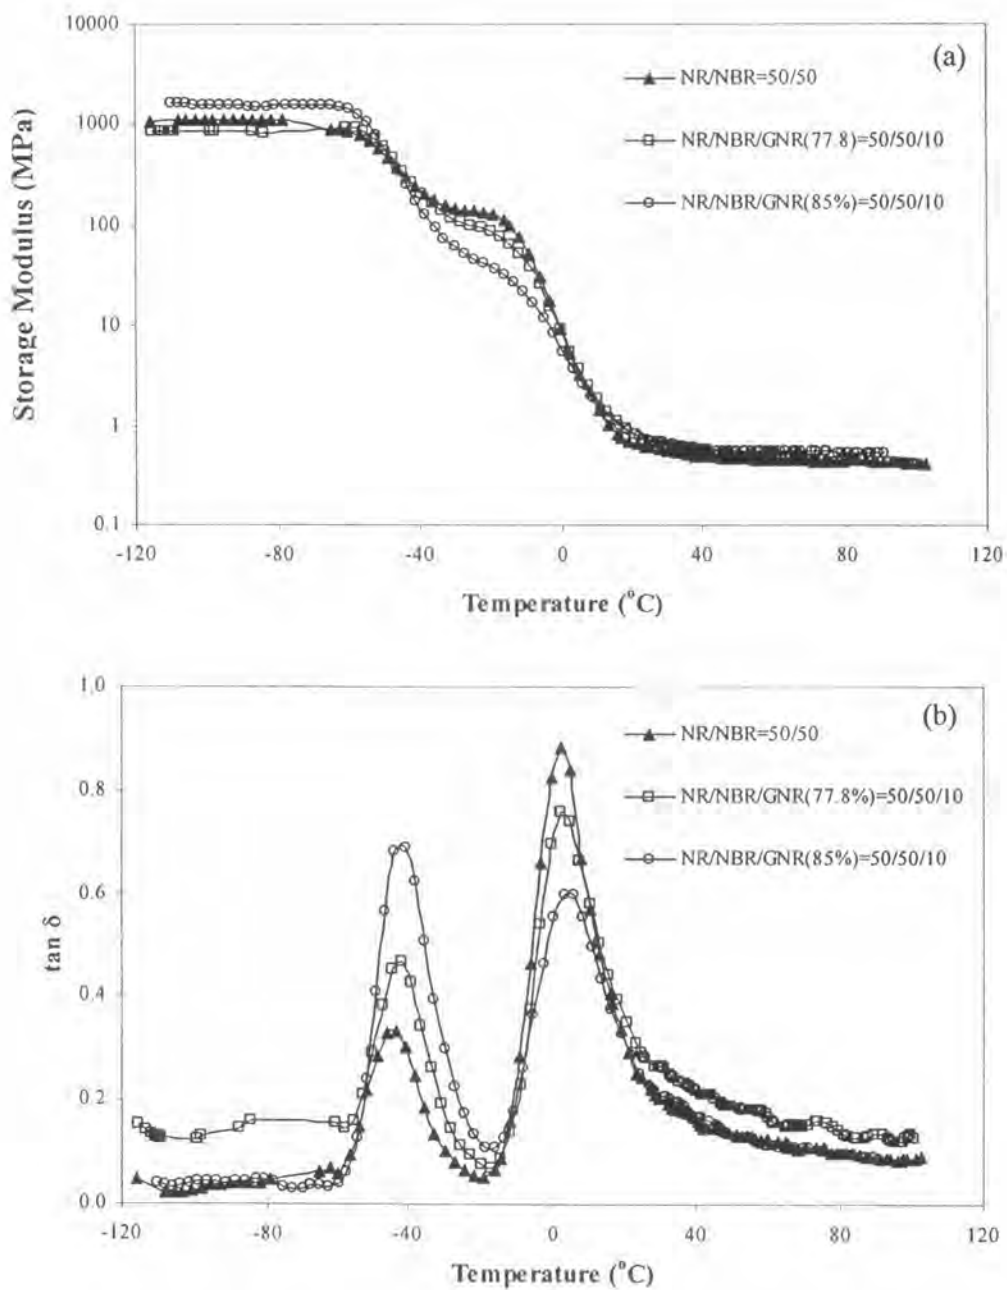 (a)
10000
1000
100
10
1
0.1
Storage Modulus (MPa)
NR/NBR=50/50
NR/NBR/GNR(77.8)=50/50/10
NR/NBR/GNR(85%)=50/50/10
-120 -80 -40 0 40 80 120
Temperature (°C)
(b)
1.0
0.8
0.6
0.4
0.2
0.0
tan δ
NR/NBR=50/50
NR/NBR/GNR(77.8%)=50/50/10
NR/NBR/GNR(85%)=50/50/10
-120 -80 -40 0 40 80 120
Temperature (°C)